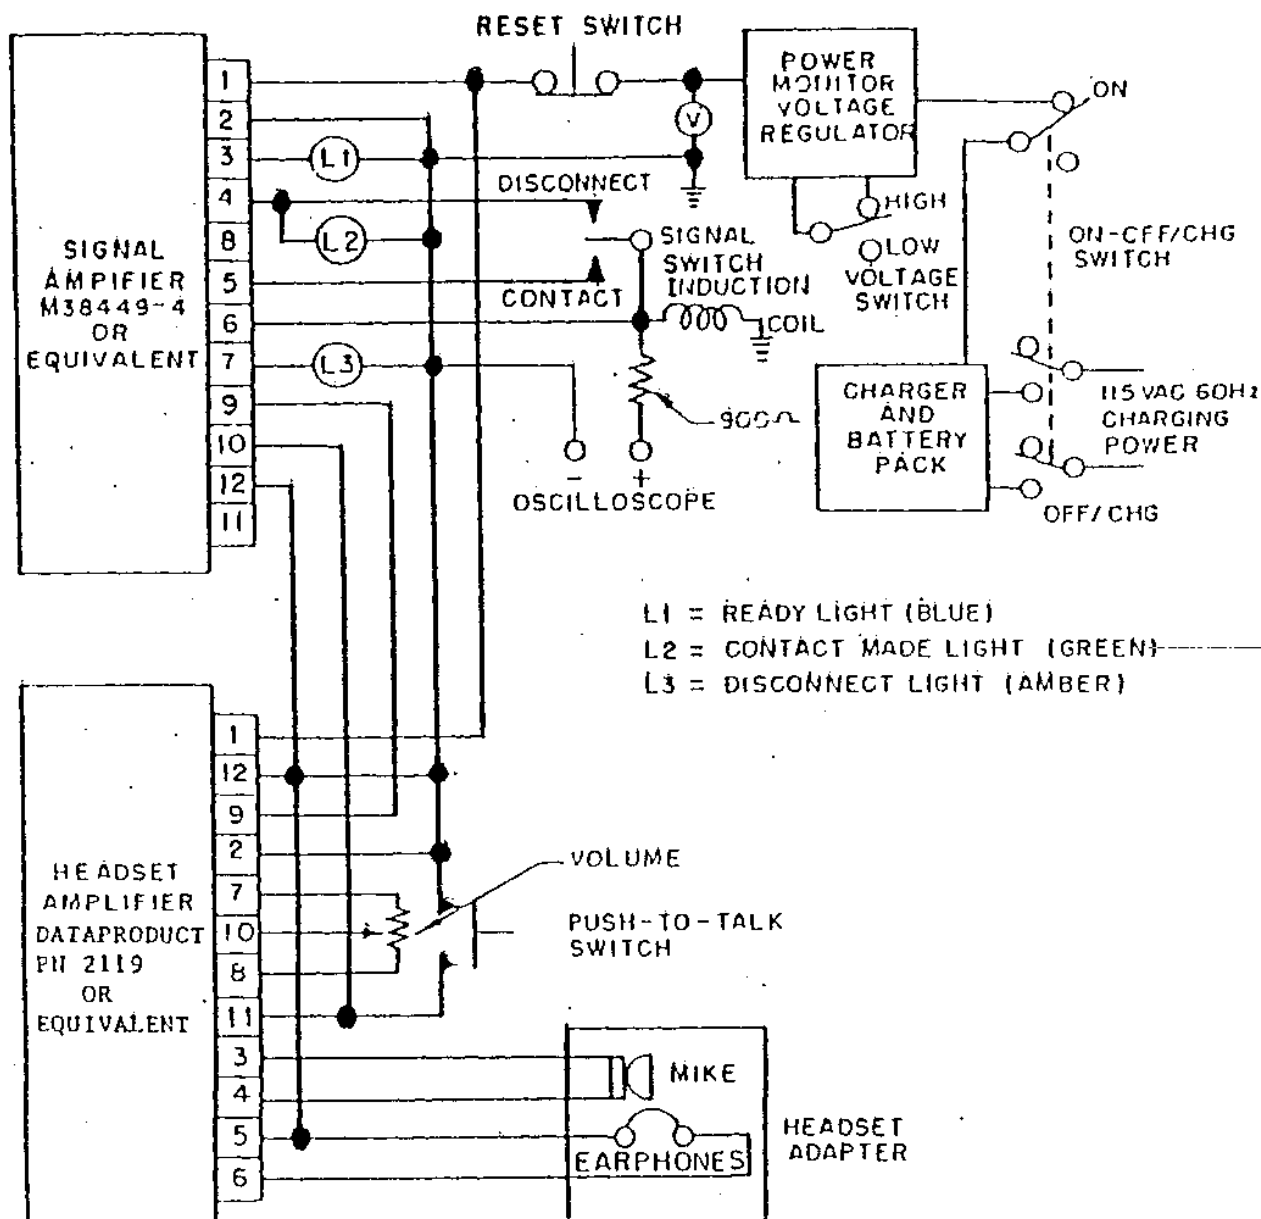 RESET SWITCH
POWER
MONITOR
VOLTAGE
REGULATOR
V
ON
HIGH
LOW
VOLTAGE
SWITCH
ON-OFF/CHG
SWITCH
SIGNAL
AMPIFIER
M38449-4
OR
EQUIVALENT
1
2
3
4
8
5
6
7
9
10
12
11
L1
L2
L3
DISCONNECT
CONTACT
SIGNAL
SWITCH
INDUCTION
COIL
900Ω
-
+
OSCILLOSCOPE
CHARGER
AND
BATTERY
PACK
115 VAC 60Hz
CHARGING
POWER
OFF/CHG
L1 = READY LIGHT (BLUE)
L2 = CONTACT MADE LIGHT (GREEN)
L3 = DISCONNECT LIGHT (AMBER)
HEADSET
AMPLIFIER
DATAPRODUCT
PN 2119
OR
EQUIVALENT
1
12
9
2
7
10
8
11
3
4
5
6
VOLUME
PUSH-TO-TALK
SWITCH
MIKE
EARPHONES
HEADSET
ADAPTER